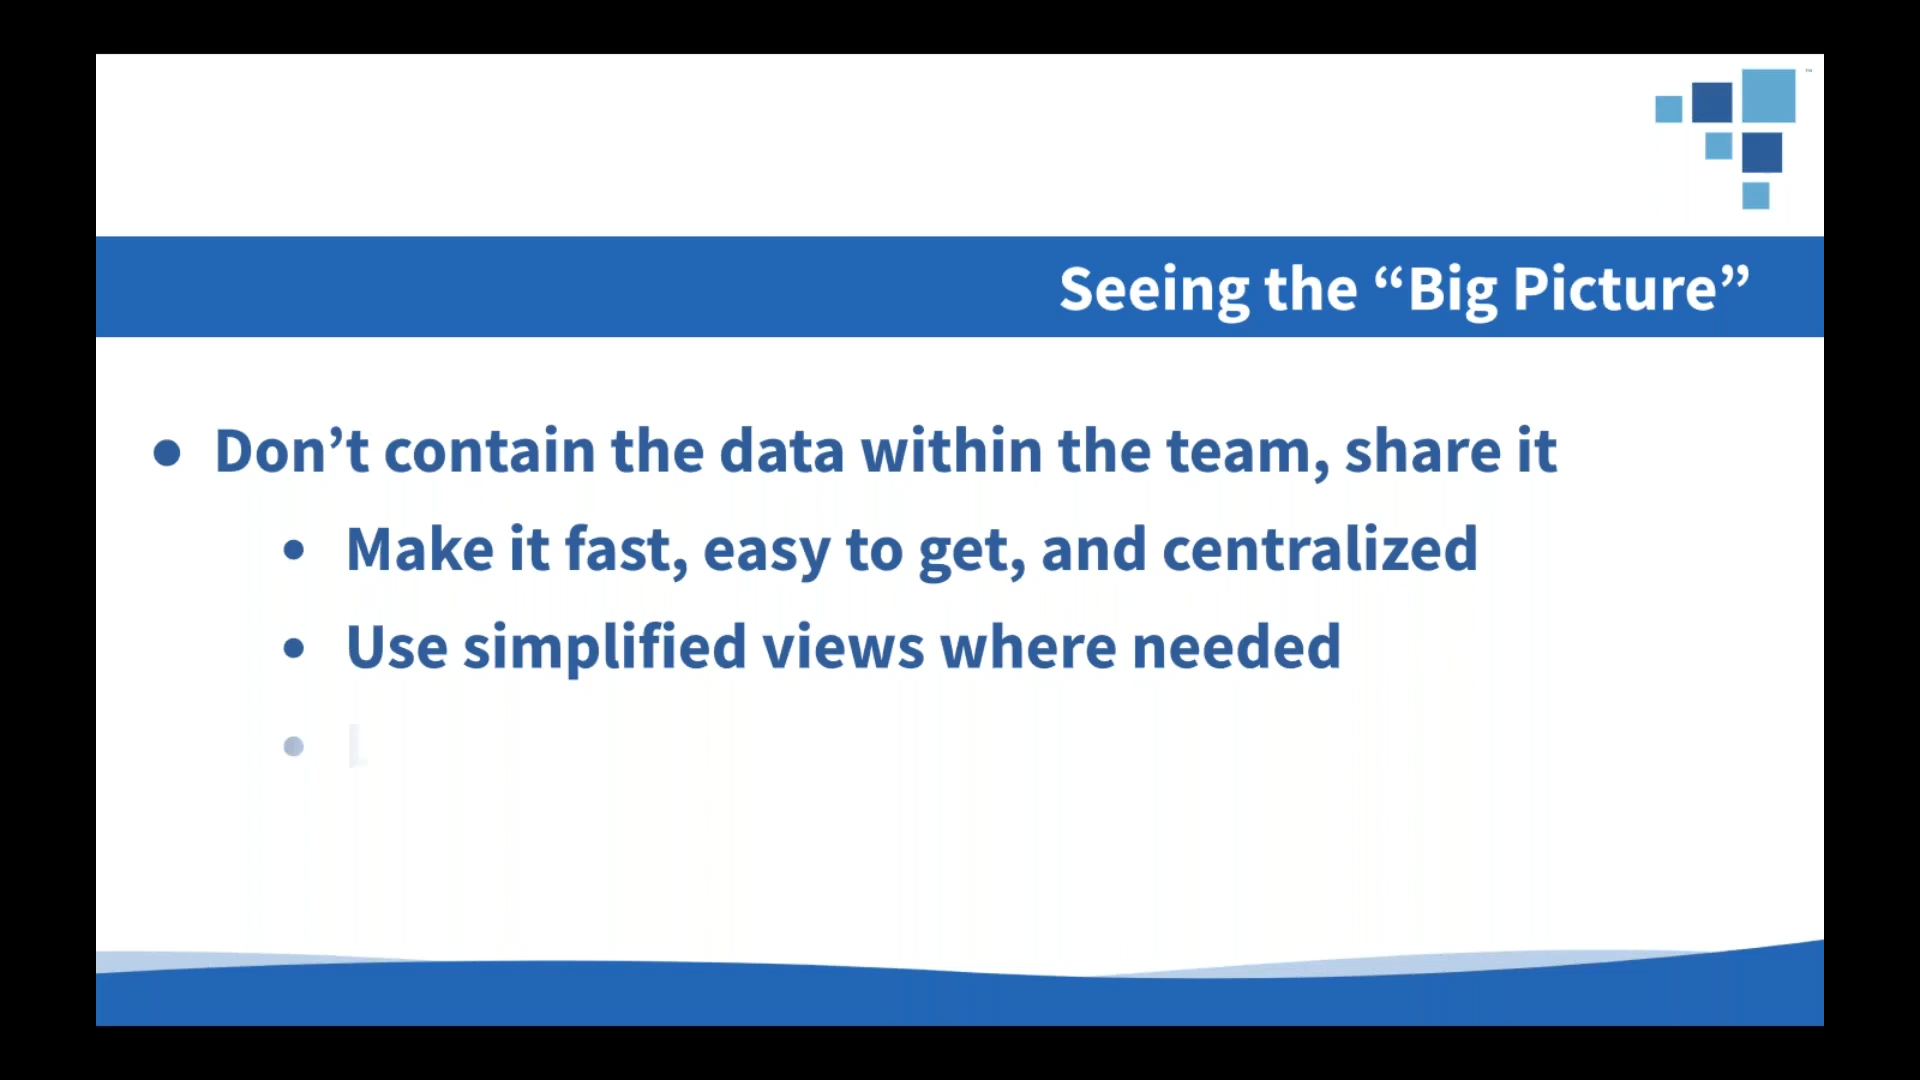 ™
Seeing the “Big Picture”
● Don’t contain the data within the team, share it
• Make it fast, easy to get, and centralized
• Use simplified views where needed
•